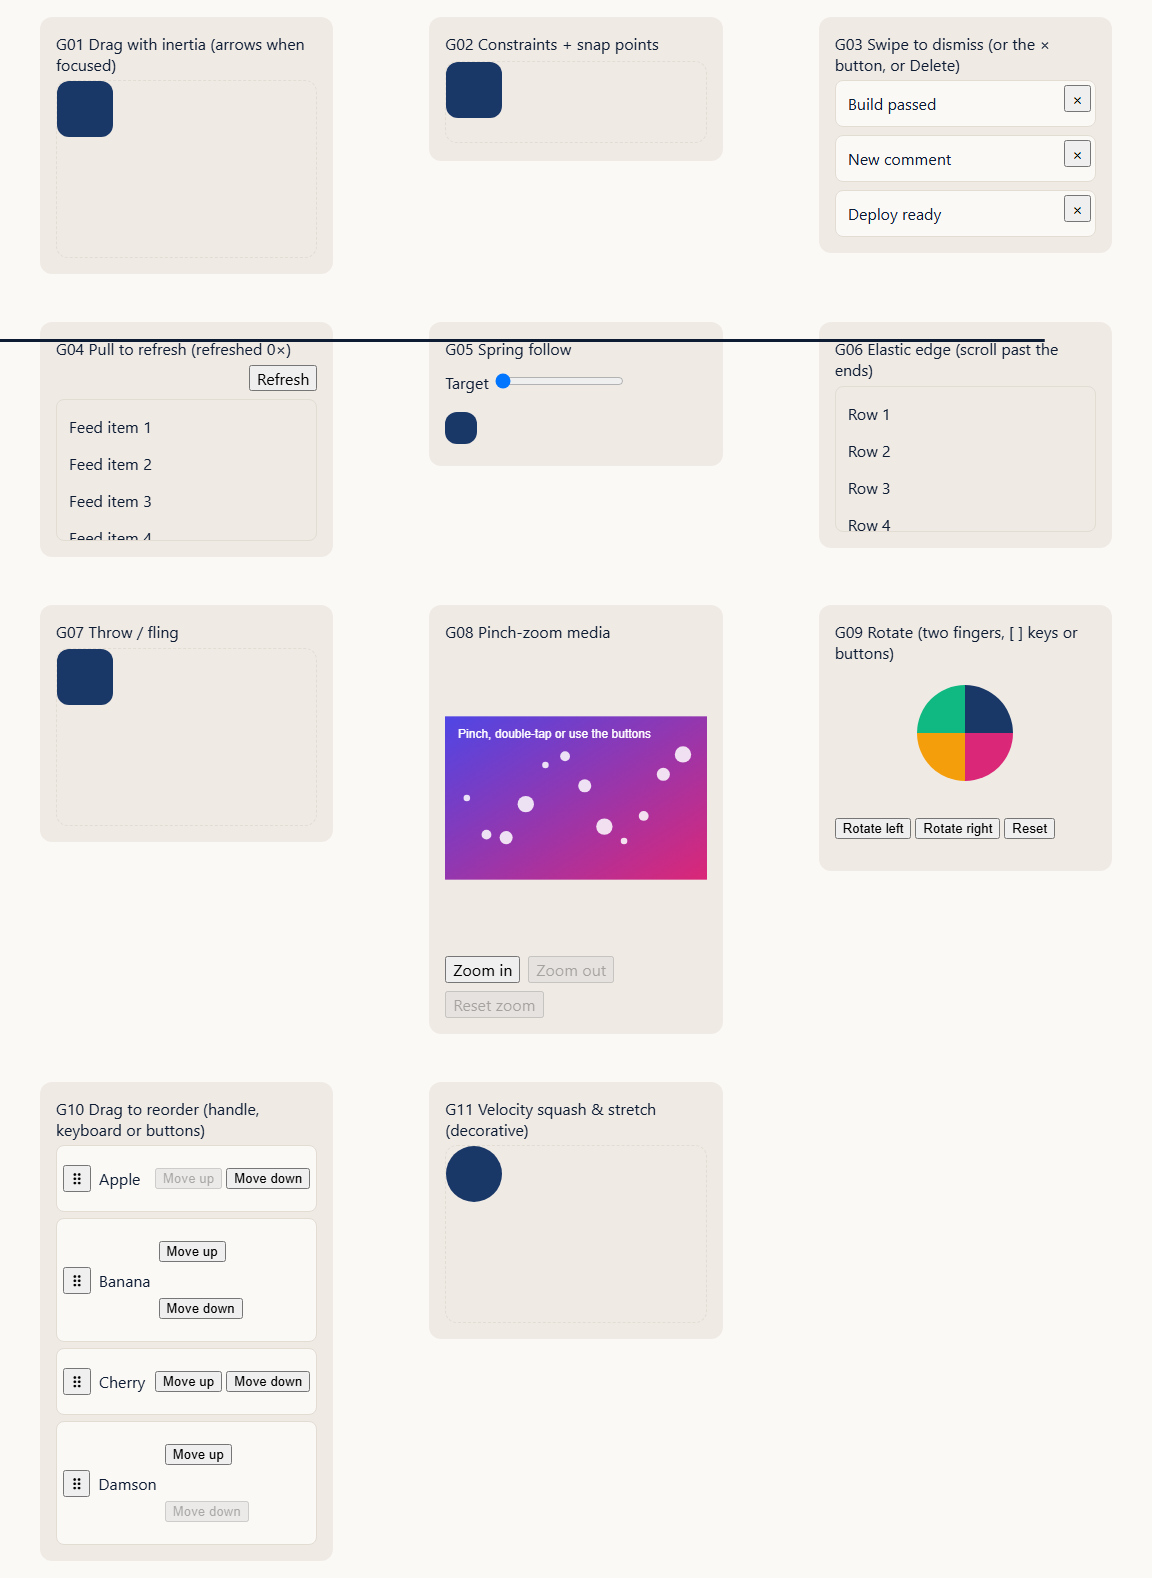 G01 Drag with inertia (arrows when
focused)
G02 Constraints + snap points
G03 Swipe to dismiss (or the ×
button, or Delete)
Build passed
×
New comment
×
Deploy ready
×
G04 Pull to refresh (refreshed 0×)
Refresh
Feed item 1
Feed item 2
Feed item 3
Feed item 4
G05 Spring follow
Target
G06 Elastic edge (scroll past the
ends)
Row 1
Row 2
Row 3
Row 4
G07 Throw / fling
G08 Pinch-zoom media
Pinch, double-tap or use the buttons
Zoom in
Zoom out
Reset zoom
G09 Rotate (two fingers, [ ] keys or
buttons)
Rotate left
Rotate right
Reset
G10 Drag to reorder (handle,
keyboard or buttons)
Apple
Move up
Move down
Banana
Move up
Move down
Cherry
Move up
Move down
Damson
Move up
Move down
G11 Velocity squash & stretch
(decorative)